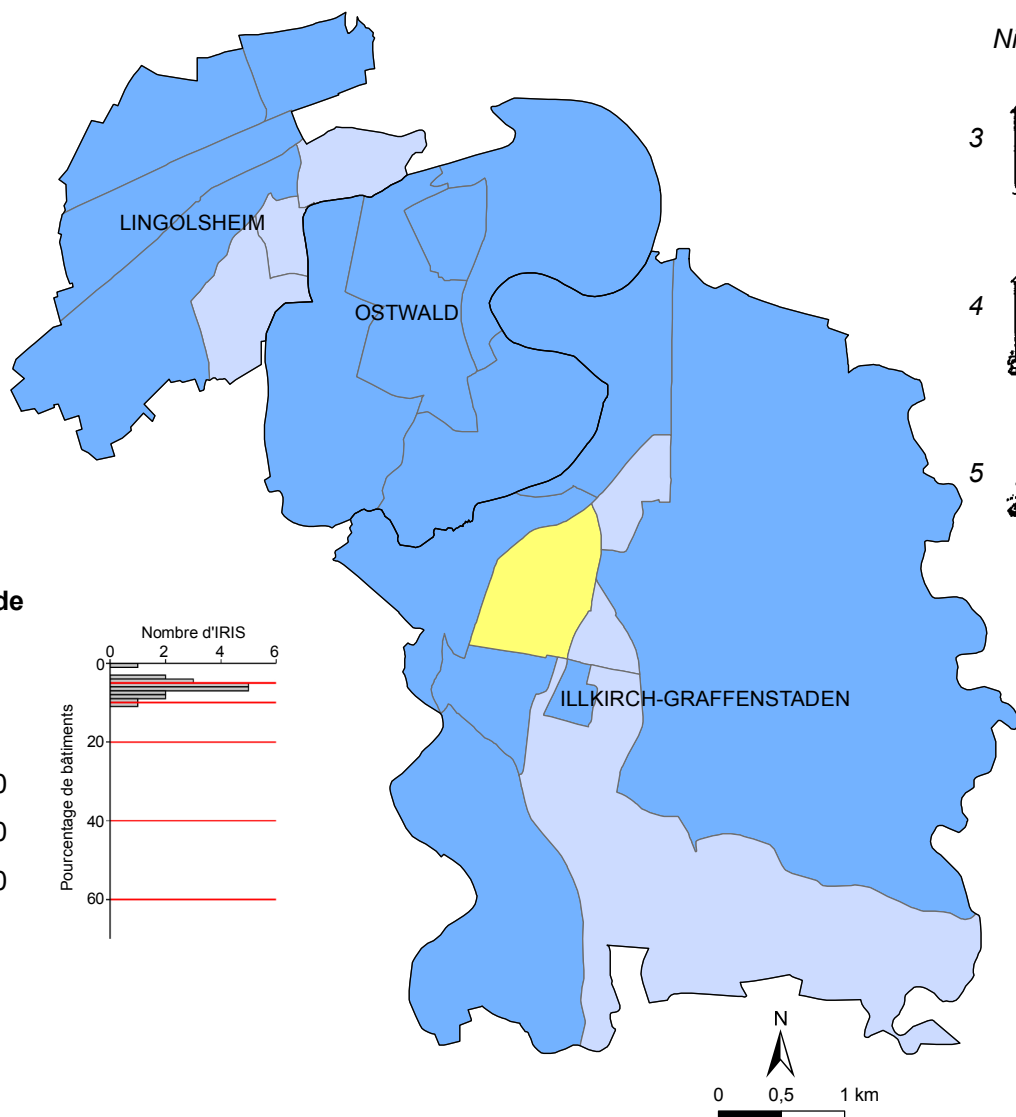 Ni
3
LINGOLSHEIM
4
OSTWALD
5
de
Nombre d'IRIS
0 2 4 6
0
20
40
60
Pourcentage de bâtiments
0
0
0
ILLKIRCH-GRAFFENSTADEN
N
0 0,5 1 km